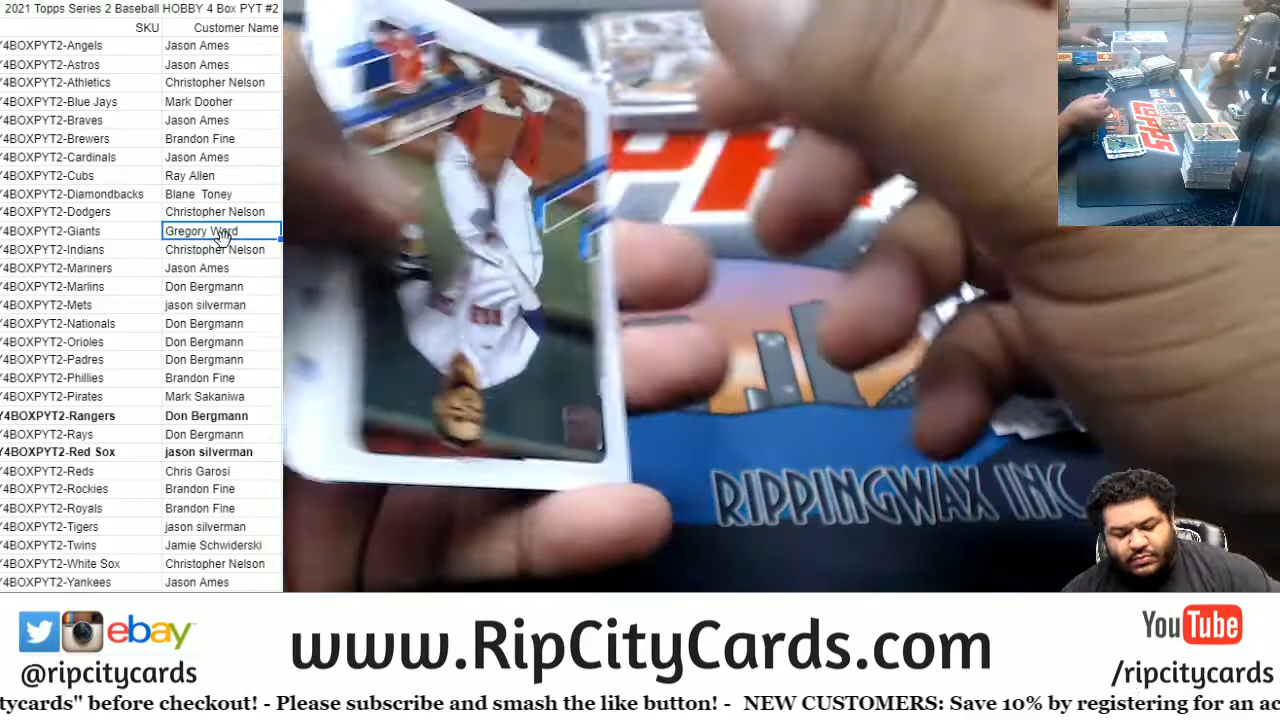 2021 Topps Series 2 Baseball HOBBY 4 Box PYT #2
SKU Customer Name
Y4BOXPYT2-Angels Jason Ames
Y4BOXPYT2-Astros Jason Ames
Y4BOXPYT2-Athletics Christopher Nelson
Y4BOXPYT2-Blue Jays Mark Dooher
Y4BOXPYT2-Braves Jason Ames
Y4BOXPYT2-Brewers Brandon Fine
Y4BOXPYT2-Cardinals Jason Ames
Y4BOXPYT2-Cubs Ray Allen
Y4BOXPYT2-Diamondbacks Blane Toney
Y4BOXPYT2-Dodgers Christopher Nelson
Y4BOXPYT2-Giants Gregory Ward
Y4BOXPYT2-Indians Christopher Nelson
Y4BOXPYT2-Mariners Jason Ames
Y4BOXPYT2-Marlins Don Bergmann
Y4BOXPYT2-Mets jason silverman
Y4BOXPYT2-Nationals Don Bergmann
Y4BOXPYT2-Orioles Don Bergmann
Y4BOXPYT2-Padres Don Bergmann
Y4BOXPYT2-Phillies Brandon Fine
Y4BOXPYT2-Pirates Mark Sakaniwa
Y4BOXPYT2-Rangers Don Bergmann
Y4BOXPYT2-Rays Don Bergmann
Y4BOXPYT2-Red Sox jason silverman
Y4BOXPYT2-Reds Chris Garosi
Y4BOXPYT2-Rockies Brandon Fine
Y4BOXPYT2-Royals Brandon Fine
Y4BOXPYT2-Tigers jason silverman
Y4BOXPYT2-Twins Jamie Schwiderski
Y4BOXPYT2-White Sox Christopher Nelson
Y4BOXPYT2-Yankees Jason Ames
TOPPS
RIPPINGWAX INC
ebay
@ripcitycards
www.RipCityCards.com
YouTube
/ripcitycards
tycards" before checkout! - Please subscribe and smash the like button! - NEW CUSTOMERS: Save 10% by registering for an ac